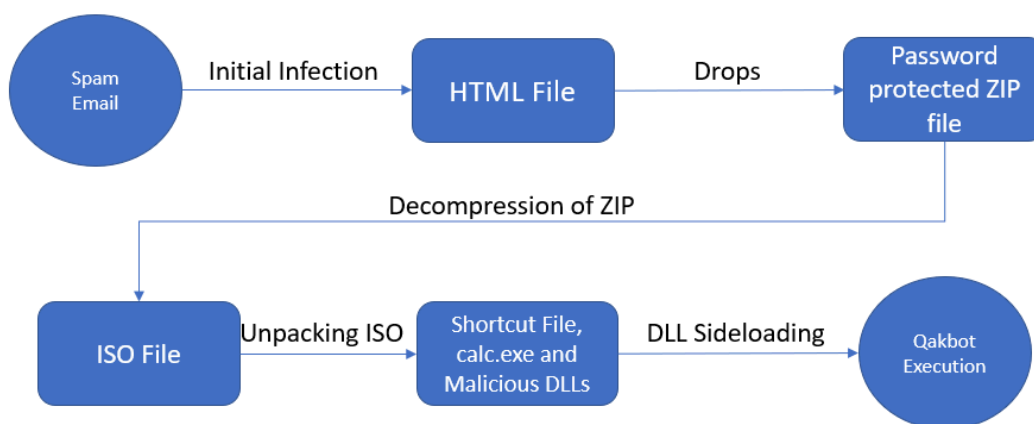 Spam
Email
Initial Infection
HTML File
Drops
Password
protected ZIP
file
Decompression of ZIP
ISO File
Unpacking ISO
Shortcut File,
calc.exe and
Malicious DLLs
DLL Sideloading
Qakbot
Execution